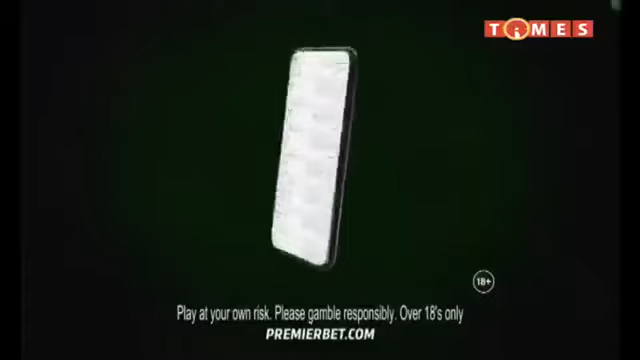 TIMES
18+
Play at your own risk. Please gamble responsibly. Over 18's only
PREMIERBET.COM